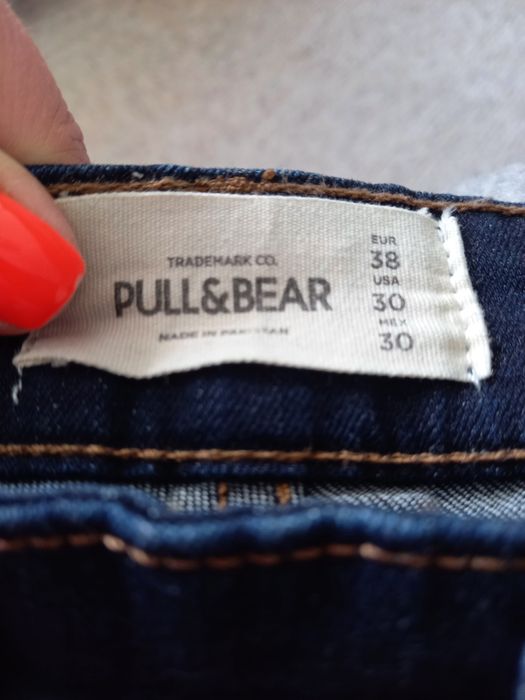 TRADEMARK CO.
PULL&BEAR
MADE IN PAKISTAN
EUR
38
USA
30
MEX
30